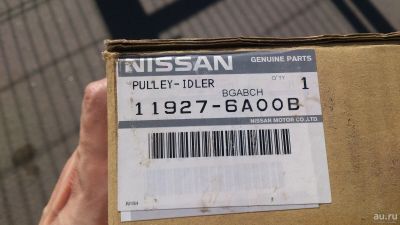 NISSAN GENUINE PARTS
PULLEY-IDLER Q'TY 1
BGABCH
11927-6A00B
NISSAN MOTOR CO.,LTD.
au.ru